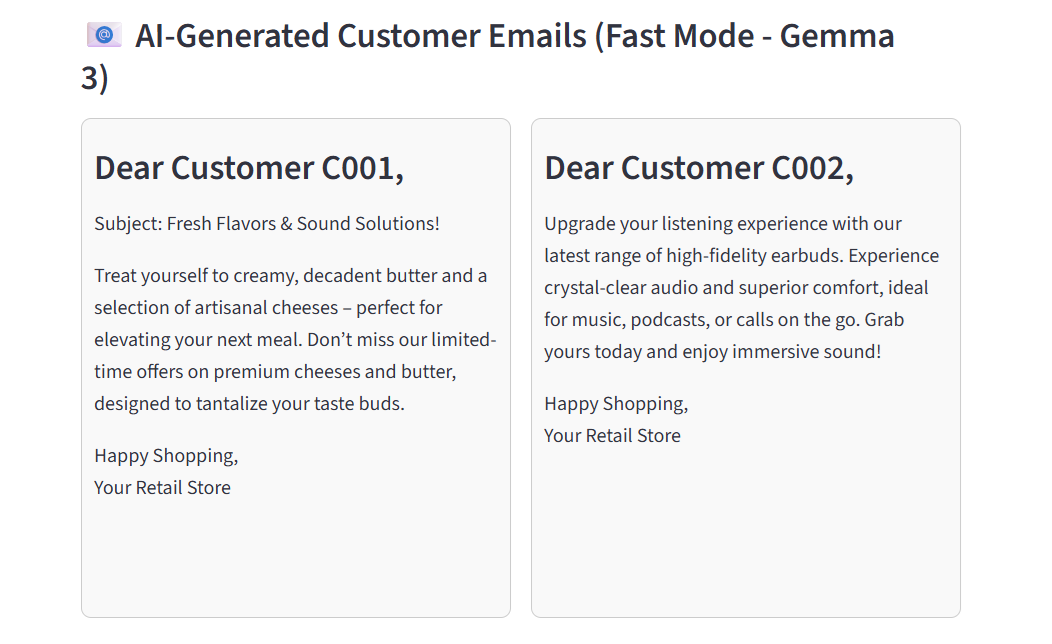 AI-Generated Customer Emails (Fast Mode - Gemma
3)
Dear Customer C001,
Subject: Fresh Flavors & Sound Solutions!
Treat yourself to creamy, decadent butter and a
selection of artisanal cheeses – perfect for
elevating your next meal. Don’t miss our limited-
time offers on premium cheeses and butter,
designed to tantalize your taste buds.
Happy Shopping,
Your Retail Store
Dear Customer C002,
Upgrade your listening experience with our
latest range of high-fidelity earbuds. Experience
crystal-clear audio and superior comfort, ideal
for music, podcasts, or calls on the go. Grab
yours today and enjoy immersive sound!
Happy Shopping,
Your Retail Store